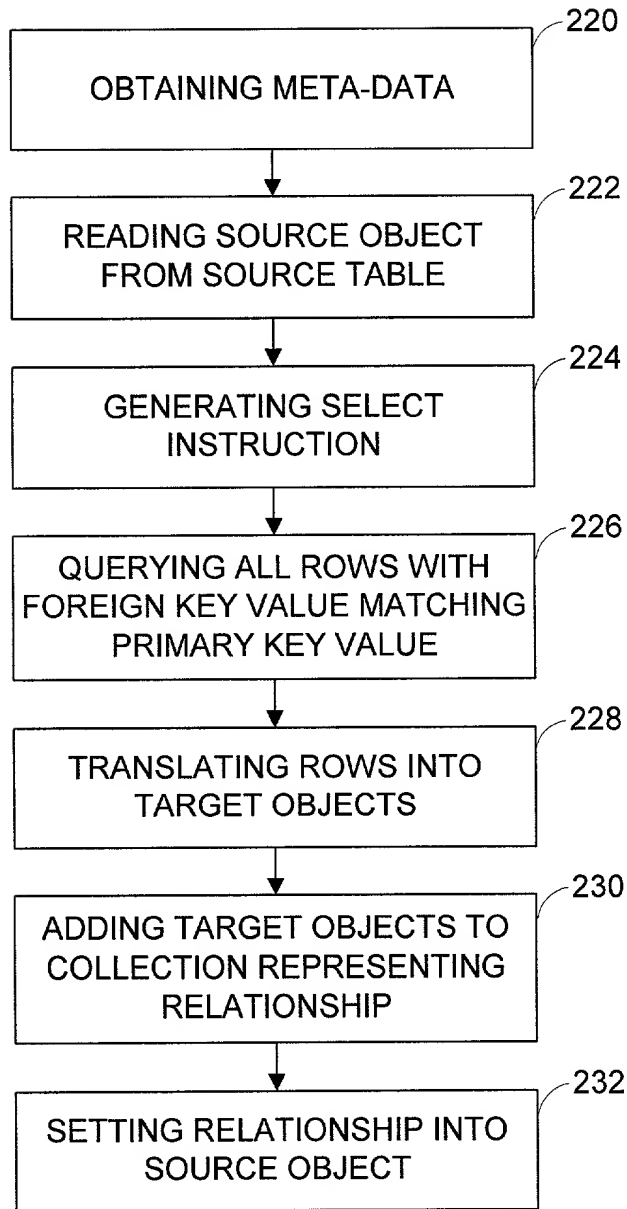 220
OBTAINING META-DATA
222
READING SOURCE OBJECT
FROM SOURCE TABLE
224
GENERATING SELECT
INSTRUCTION
226
QUERYING ALL ROWS WITH
FOREIGN KEY VALUE MATCHING
PRIMARY KEY VALUE
228
TRANSLATING ROWS INTO
TARGET OBJECTS
230
ADDING TARGET OBJECTS TO
COLLECTION REPRESENTING
RELATIONSHIP
232
SETTING RELATIONSHIP INTO
SOURCE OBJECT